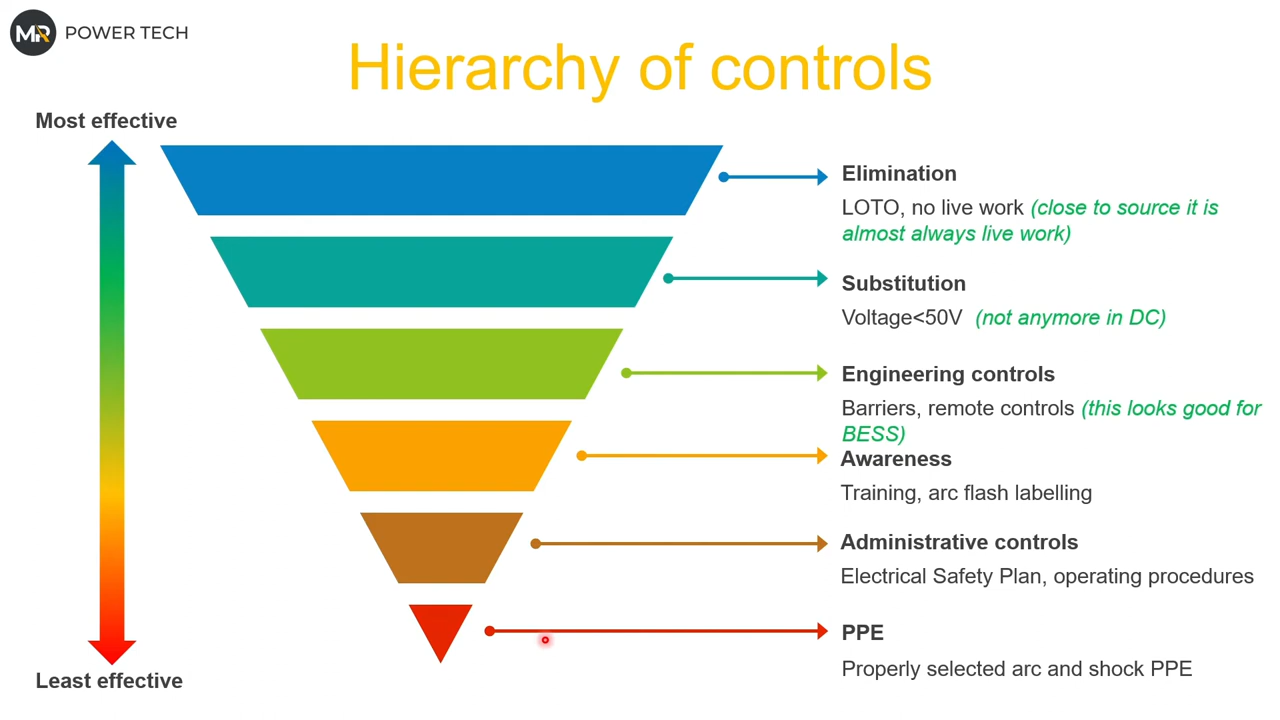 MR POWER TECH
Hierarchy of controls
Most effective
Elimination
LOTO, no live work (close to source it is
almost always live work)
Substitution
Voltage<50V (not anymore in DC)
Engineering controls
Barriers, remote controls (this looks good for
BESS)
Awareness
Training, arc flash labelling
Administrative controls
Electrical Safety Plan, operating procedures
PPE
Properly selected arc and shock PPE
Least effective